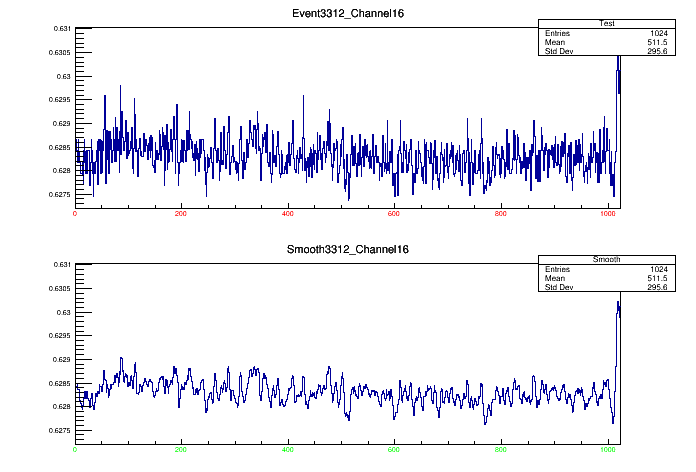 Event3312_Channel16
Test
Entries 1024
Mean 511.5
Std Dev 295.6
0.631
0.6305
0.63
0.6295
0.629
0.6285
0.628
0.6275
0 200 400 600 800 1000
Smooth3312_Channel16
Smooth
Entries 1024
Mean 511.5
Std Dev 295.6
0.631
0.6305
0.63
0.6295
0.629
0.6285
0.628
0.6275
0 200 400 600 800 1000